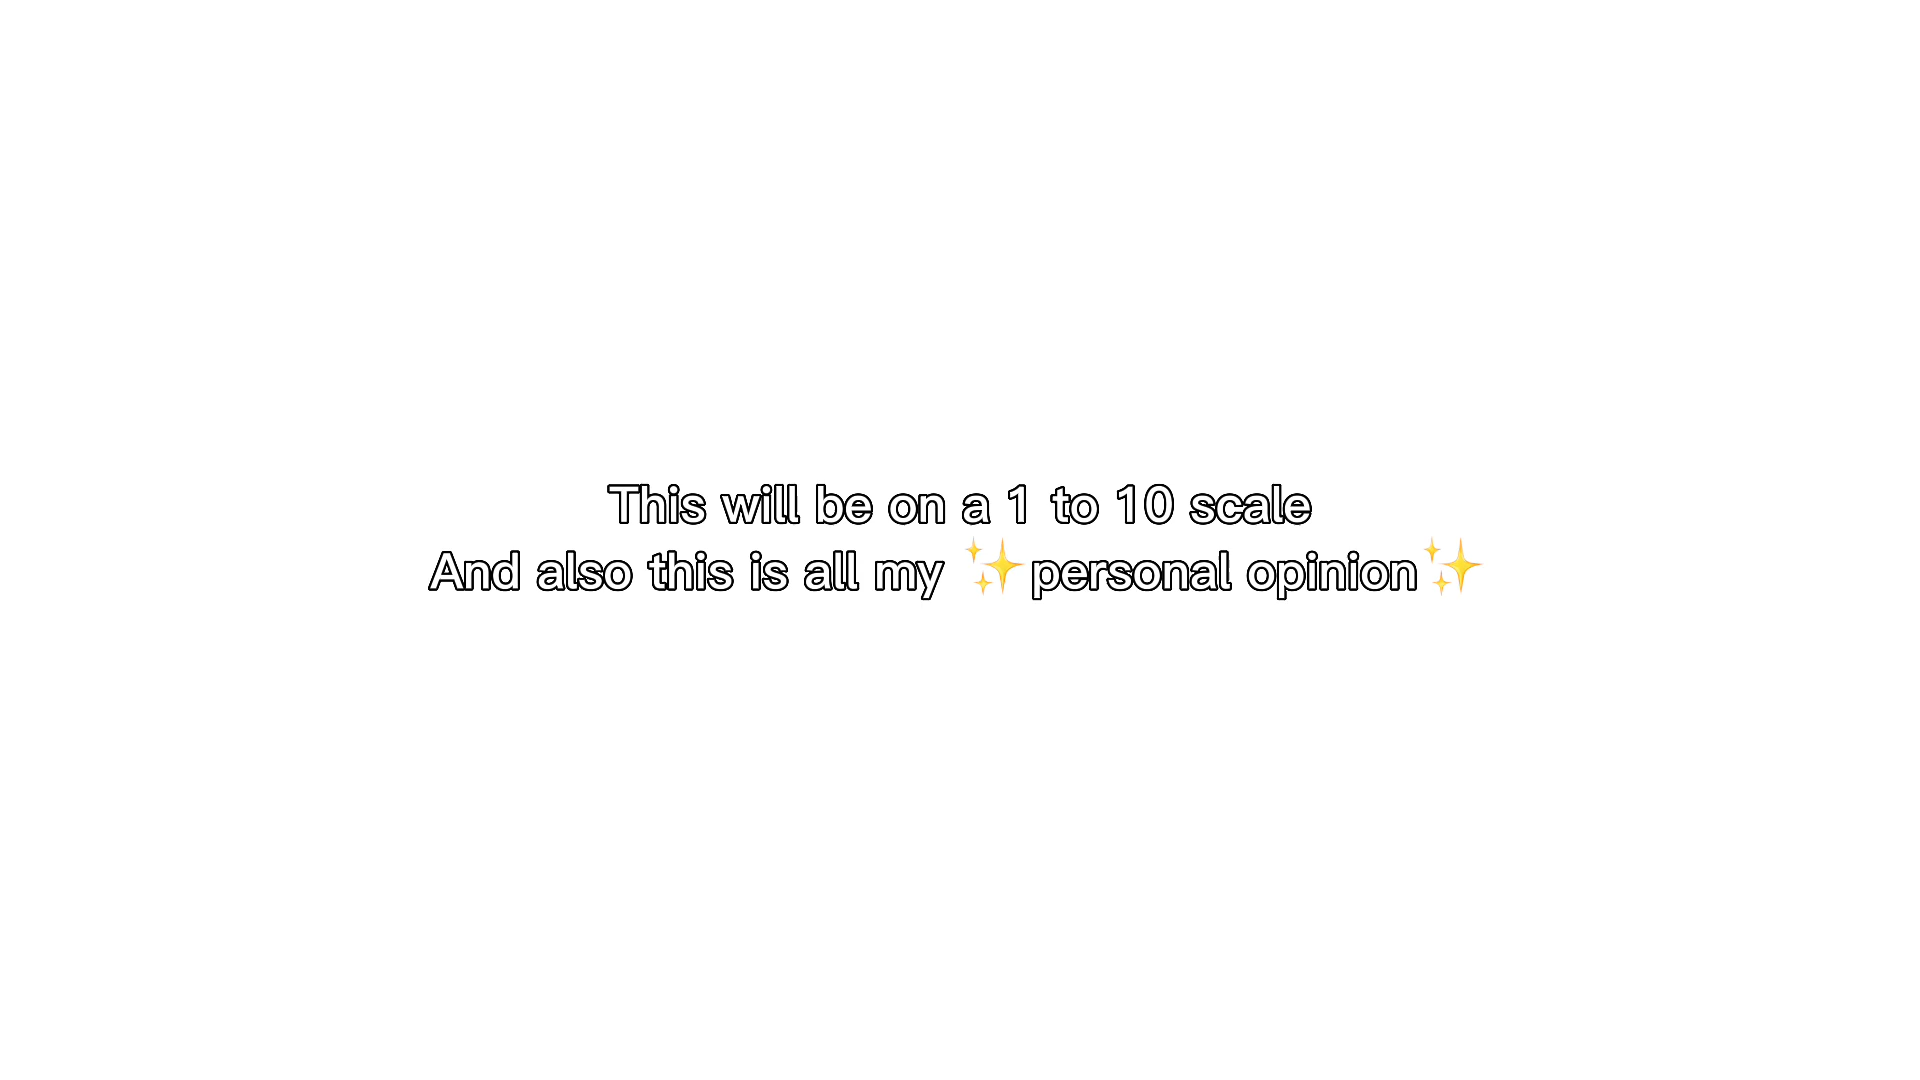 This will be on a 1 to 10 scale
And also this is all my ✨personal opinion✨